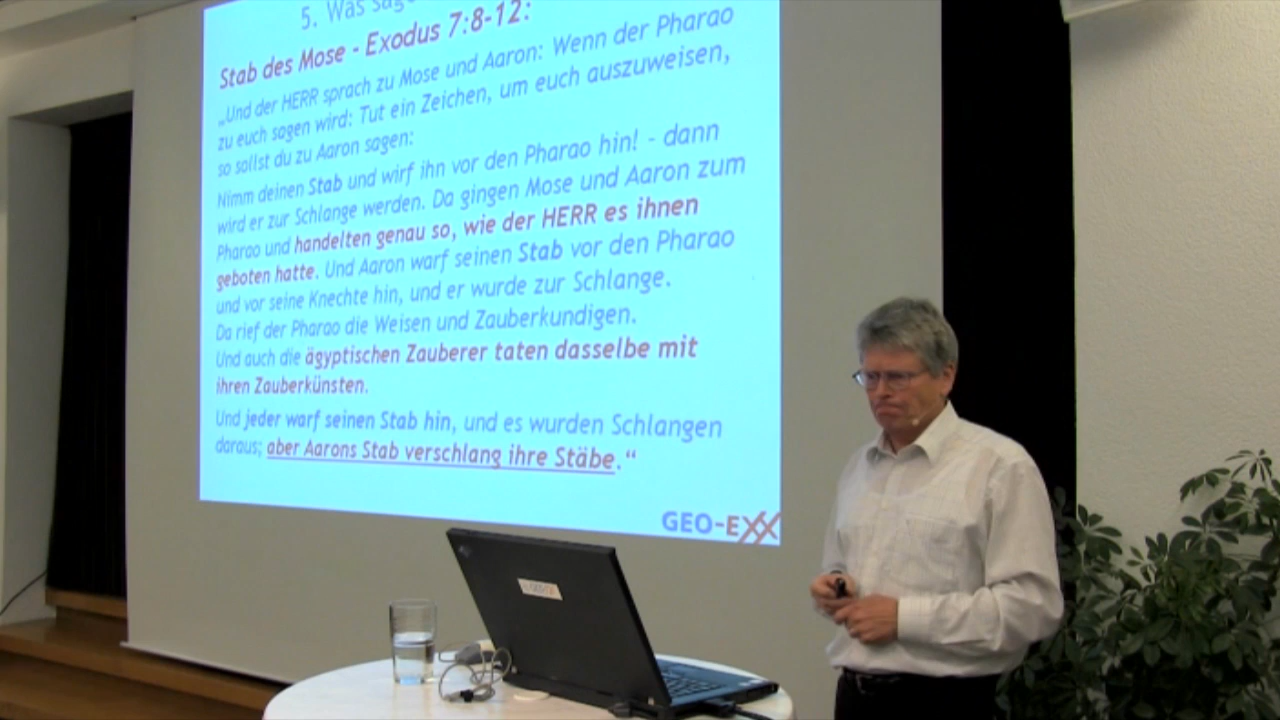 5. Was
Stab des Mose - Exodus 7:8-12:
„Und der HERR sprach zu Mose und Aaron: Wenn der Pharao
zu euch sagen wird: Tut ein Zeichen, um euch auszuweisen,
so sollst du zu Aaron sagen:
Nimm deinen Stab und wirf ihn vor den Pharao hin! - dann
wird er zur Schlange werden. Da gingen Mose und Aaron zum
Pharao und handelten genau so, wie der HERR es ihnen
geboten hatte. Und Aaron warf seinen Stab vor den Pharao
und vor seine Knechte hin, und er wurde zur Schlange.
Da rief der Pharao die Weisen und Zauberkundigen.
Und auch die ägyptischen Zauberer taten dasselbe mit
ihren Zauberkünsten.
Und jeder warf seinen Stab hin, und es wurden Schlangen
daraus; aber Aarons Stab verschlang ihre Stäbe.“
GEO-EXX